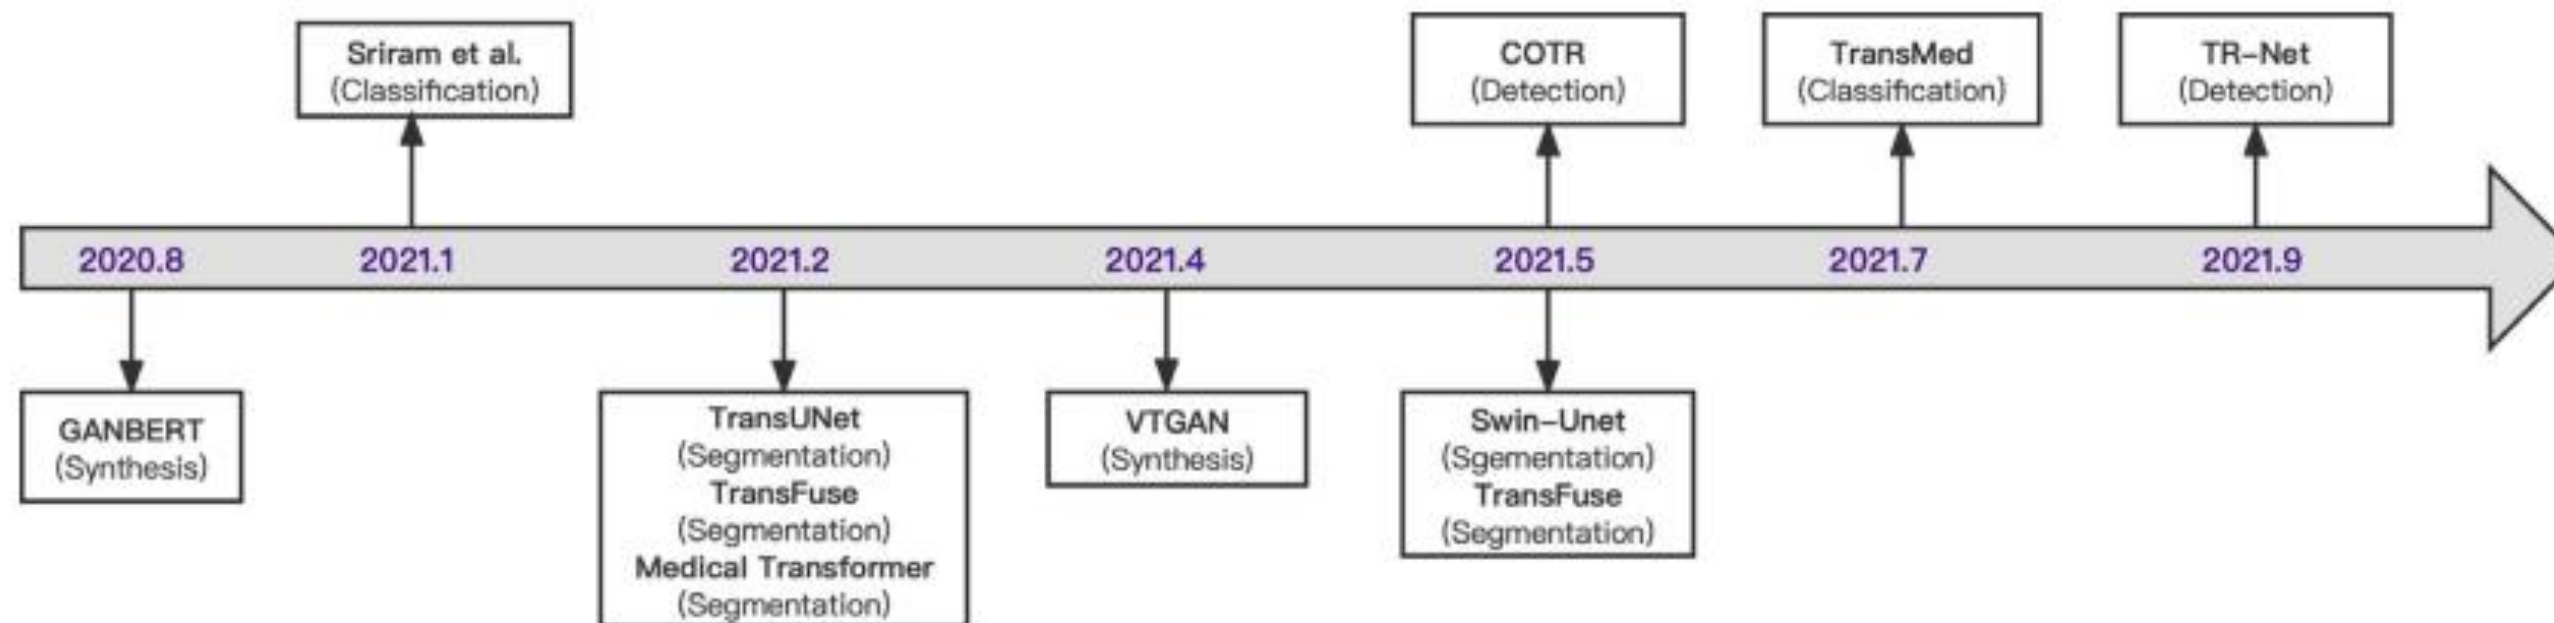 Sriram et al.
(Classification)
COTR
(Detection)
TransMed
(Classification)
TR-Net
(Detection)
2020.8
2021.1
2021.2
2021.4
2021.5
2021.7
2021.9
GANBERT
(Synthesis)
TransUNet
(Segmentation)
TransFuse
(Segmentation)
Medical Transformer
(Segmentation)
VTGAN
(Synthesis)
Swin-Unet
(Sgementation)
TransFuse
(Segmentation)